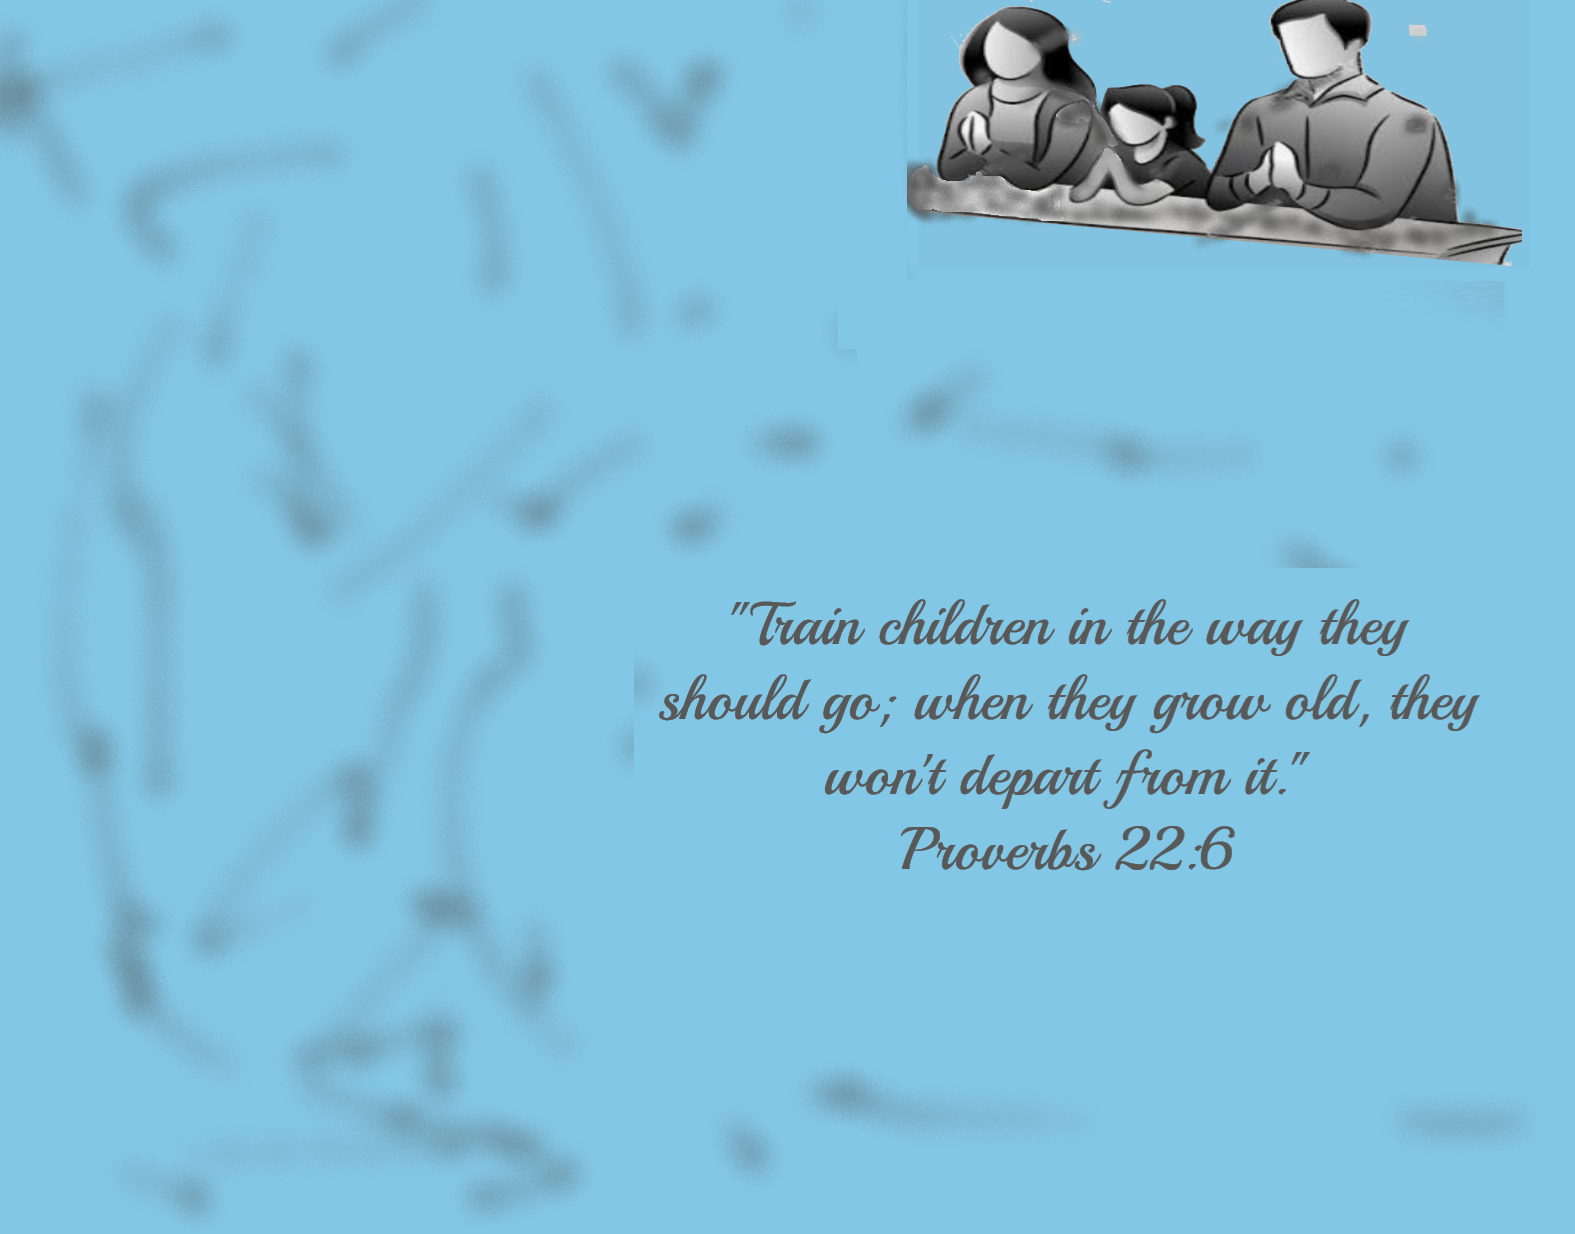 "Train children in the way they
should go; when they grow old, they
won't depart from it."
Proverbs 22:6